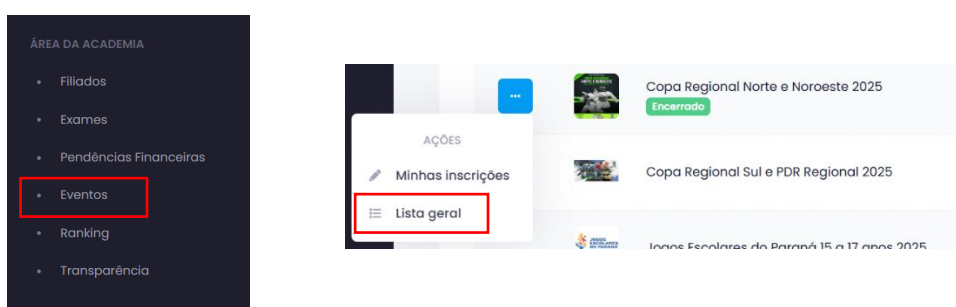 ÁREA DA ACADEMIA
Filiados
Exames
Pendências Financeiras
Eventos
Ranking
Transparência
Copa Regional Norte e Noroeste 2025
Encerrado
AÇÕES
Minhas inscrições
Copa Regional Sul e PDR Regional 2025
Lista geral
Jogos Escolares do Paraná 15 a 17 anos 2025